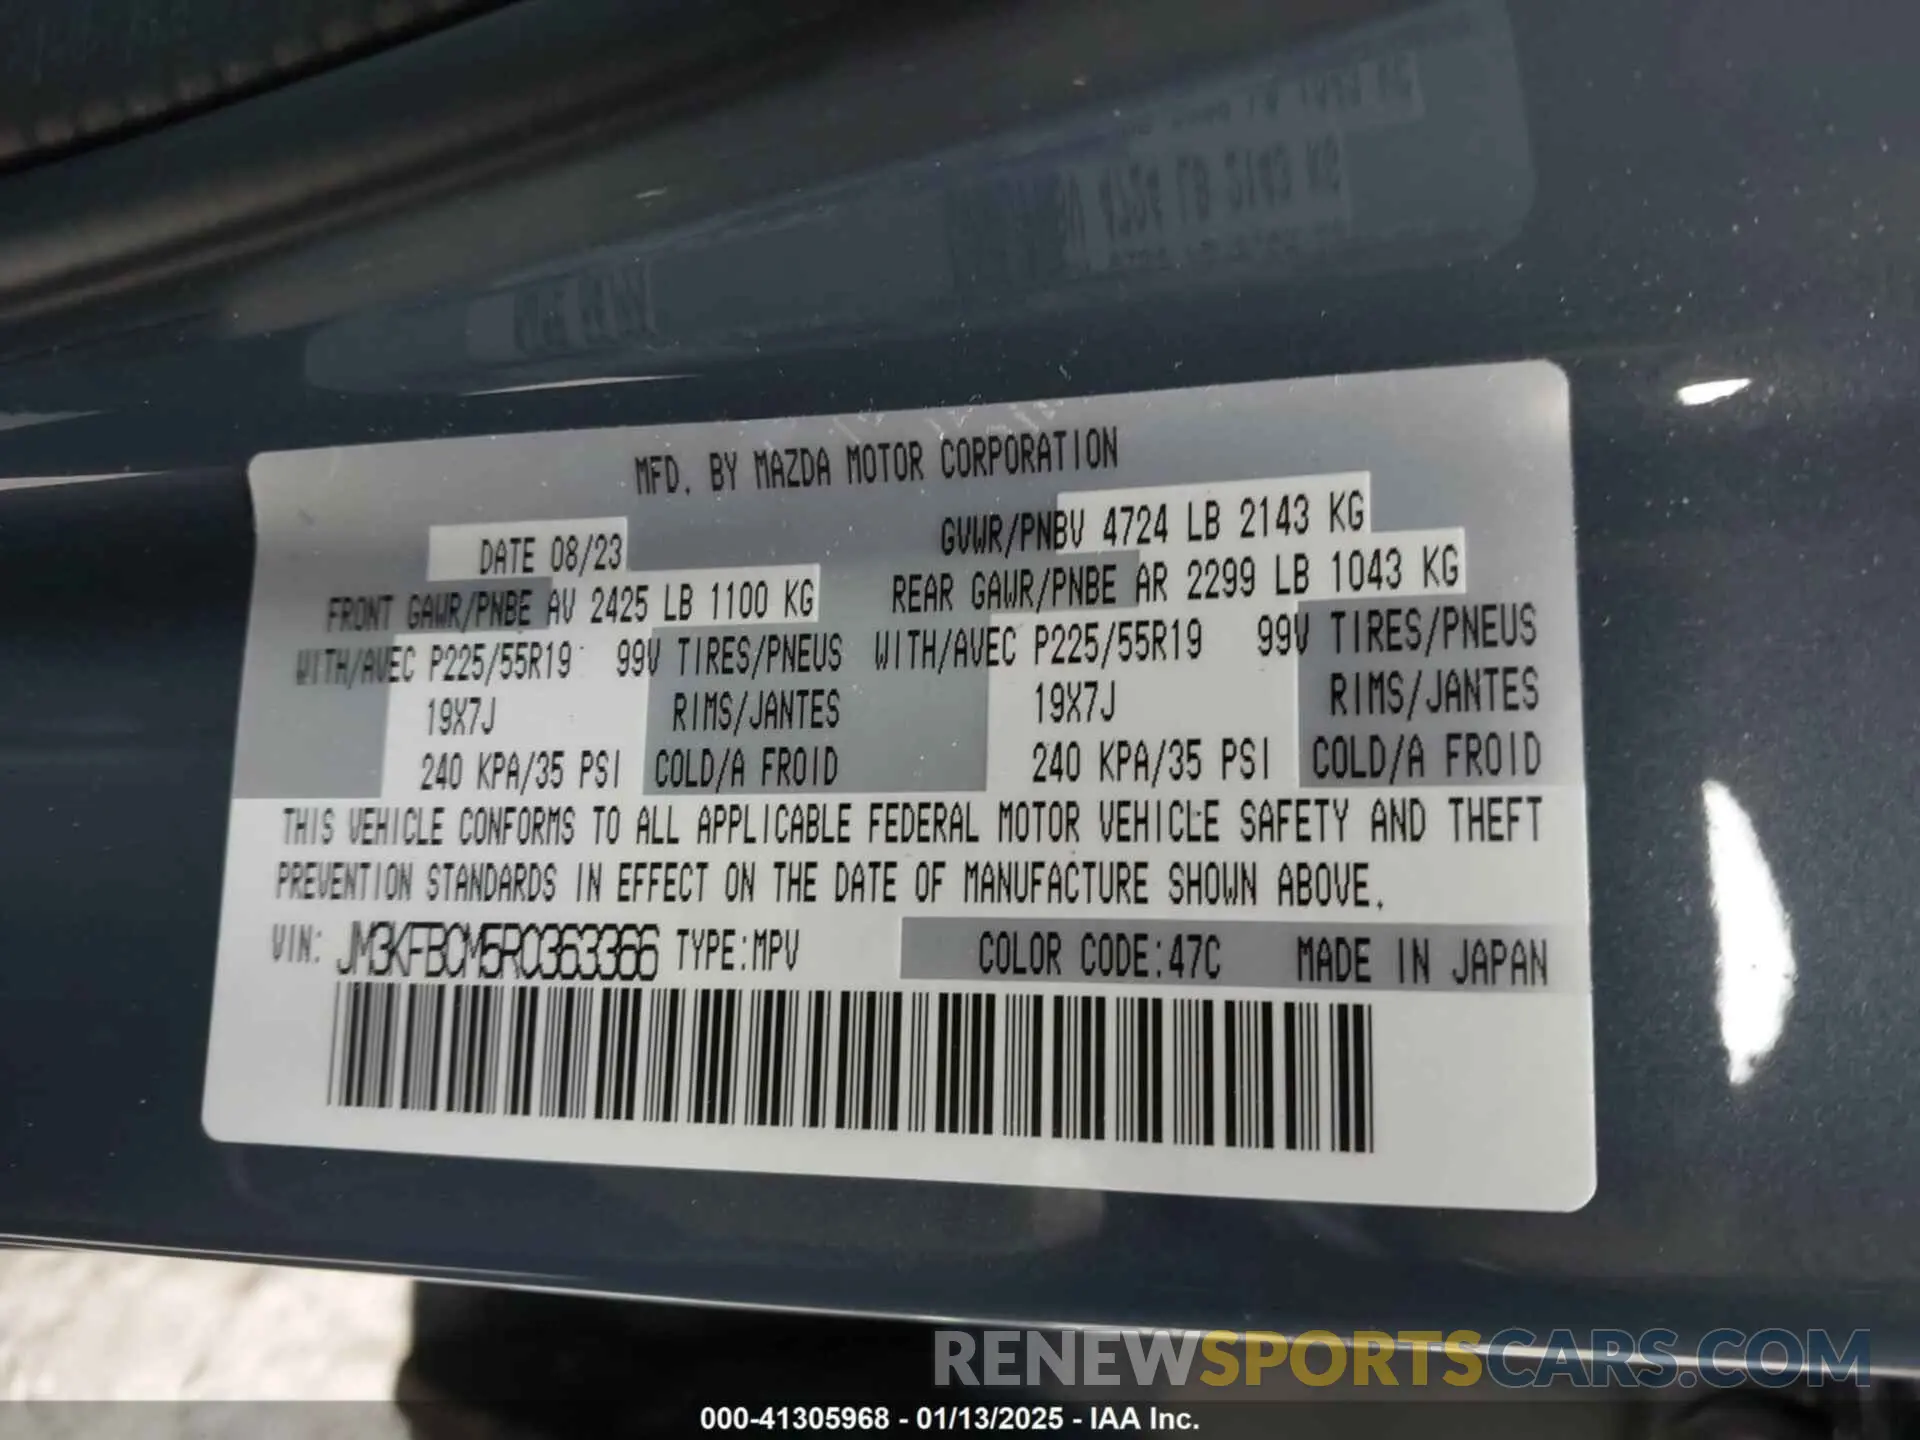 MFD. BY MAZDA MOTOR CORPORATION
DATE 08/23 GVWR/PNBV 4724 LB 2143 KG
FRONT GAWR/PNBE AV 2425 LB 1100 KG REAR GAWR/PNBE AR 2299 LB 1043 KG
WITH/AVEC P225/55R19 99V TIRES/PNEUS WITH/AVEC P225/55R19 99V TIRES/PNEUS
19X7J RIMS/JANTES 19X7J RIMS/JANTES
240 KPA/35 PSI COLD/A FROID 240 KPA/35 PSI COLD/A FROID
THIS VEHICLE CONFORMS TO ALL APPLICABLE FEDERAL MOTOR VEHICLE SAFETY AND THEFT
PREVENTION STANDARDS IN EFFECT ON THE DATE OF MANUFACTURE SHOWN ABOVE.
VIN: JM3KFBCM5R0363366 TYPE:MPV COLOR CODE:47C MADE IN JAPAN
RENEWSPORTSCARS.COM
000-41305968 - 01/13/2025 - IAA Inc.